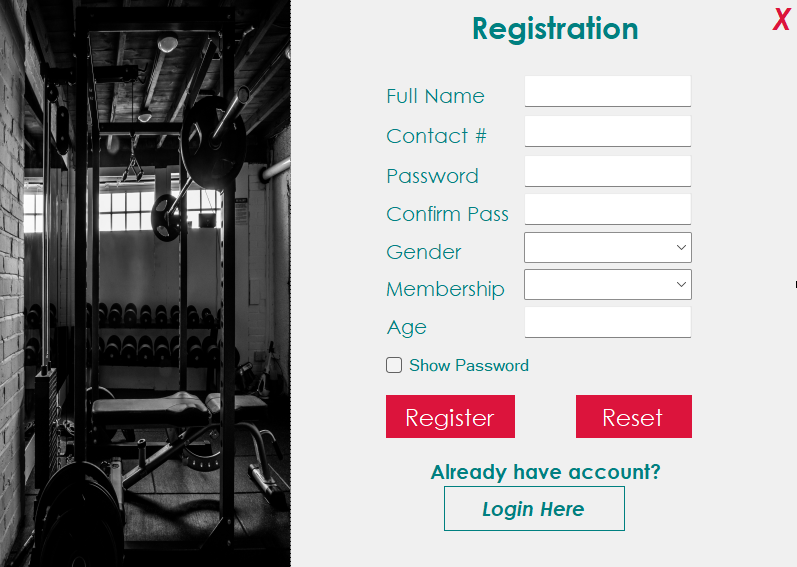 Registration
X
Full Name
Contact #
Password
Confirm Pass
Gender
Membership
Age
Show Password
Register
Reset
Already have account?
Login Here